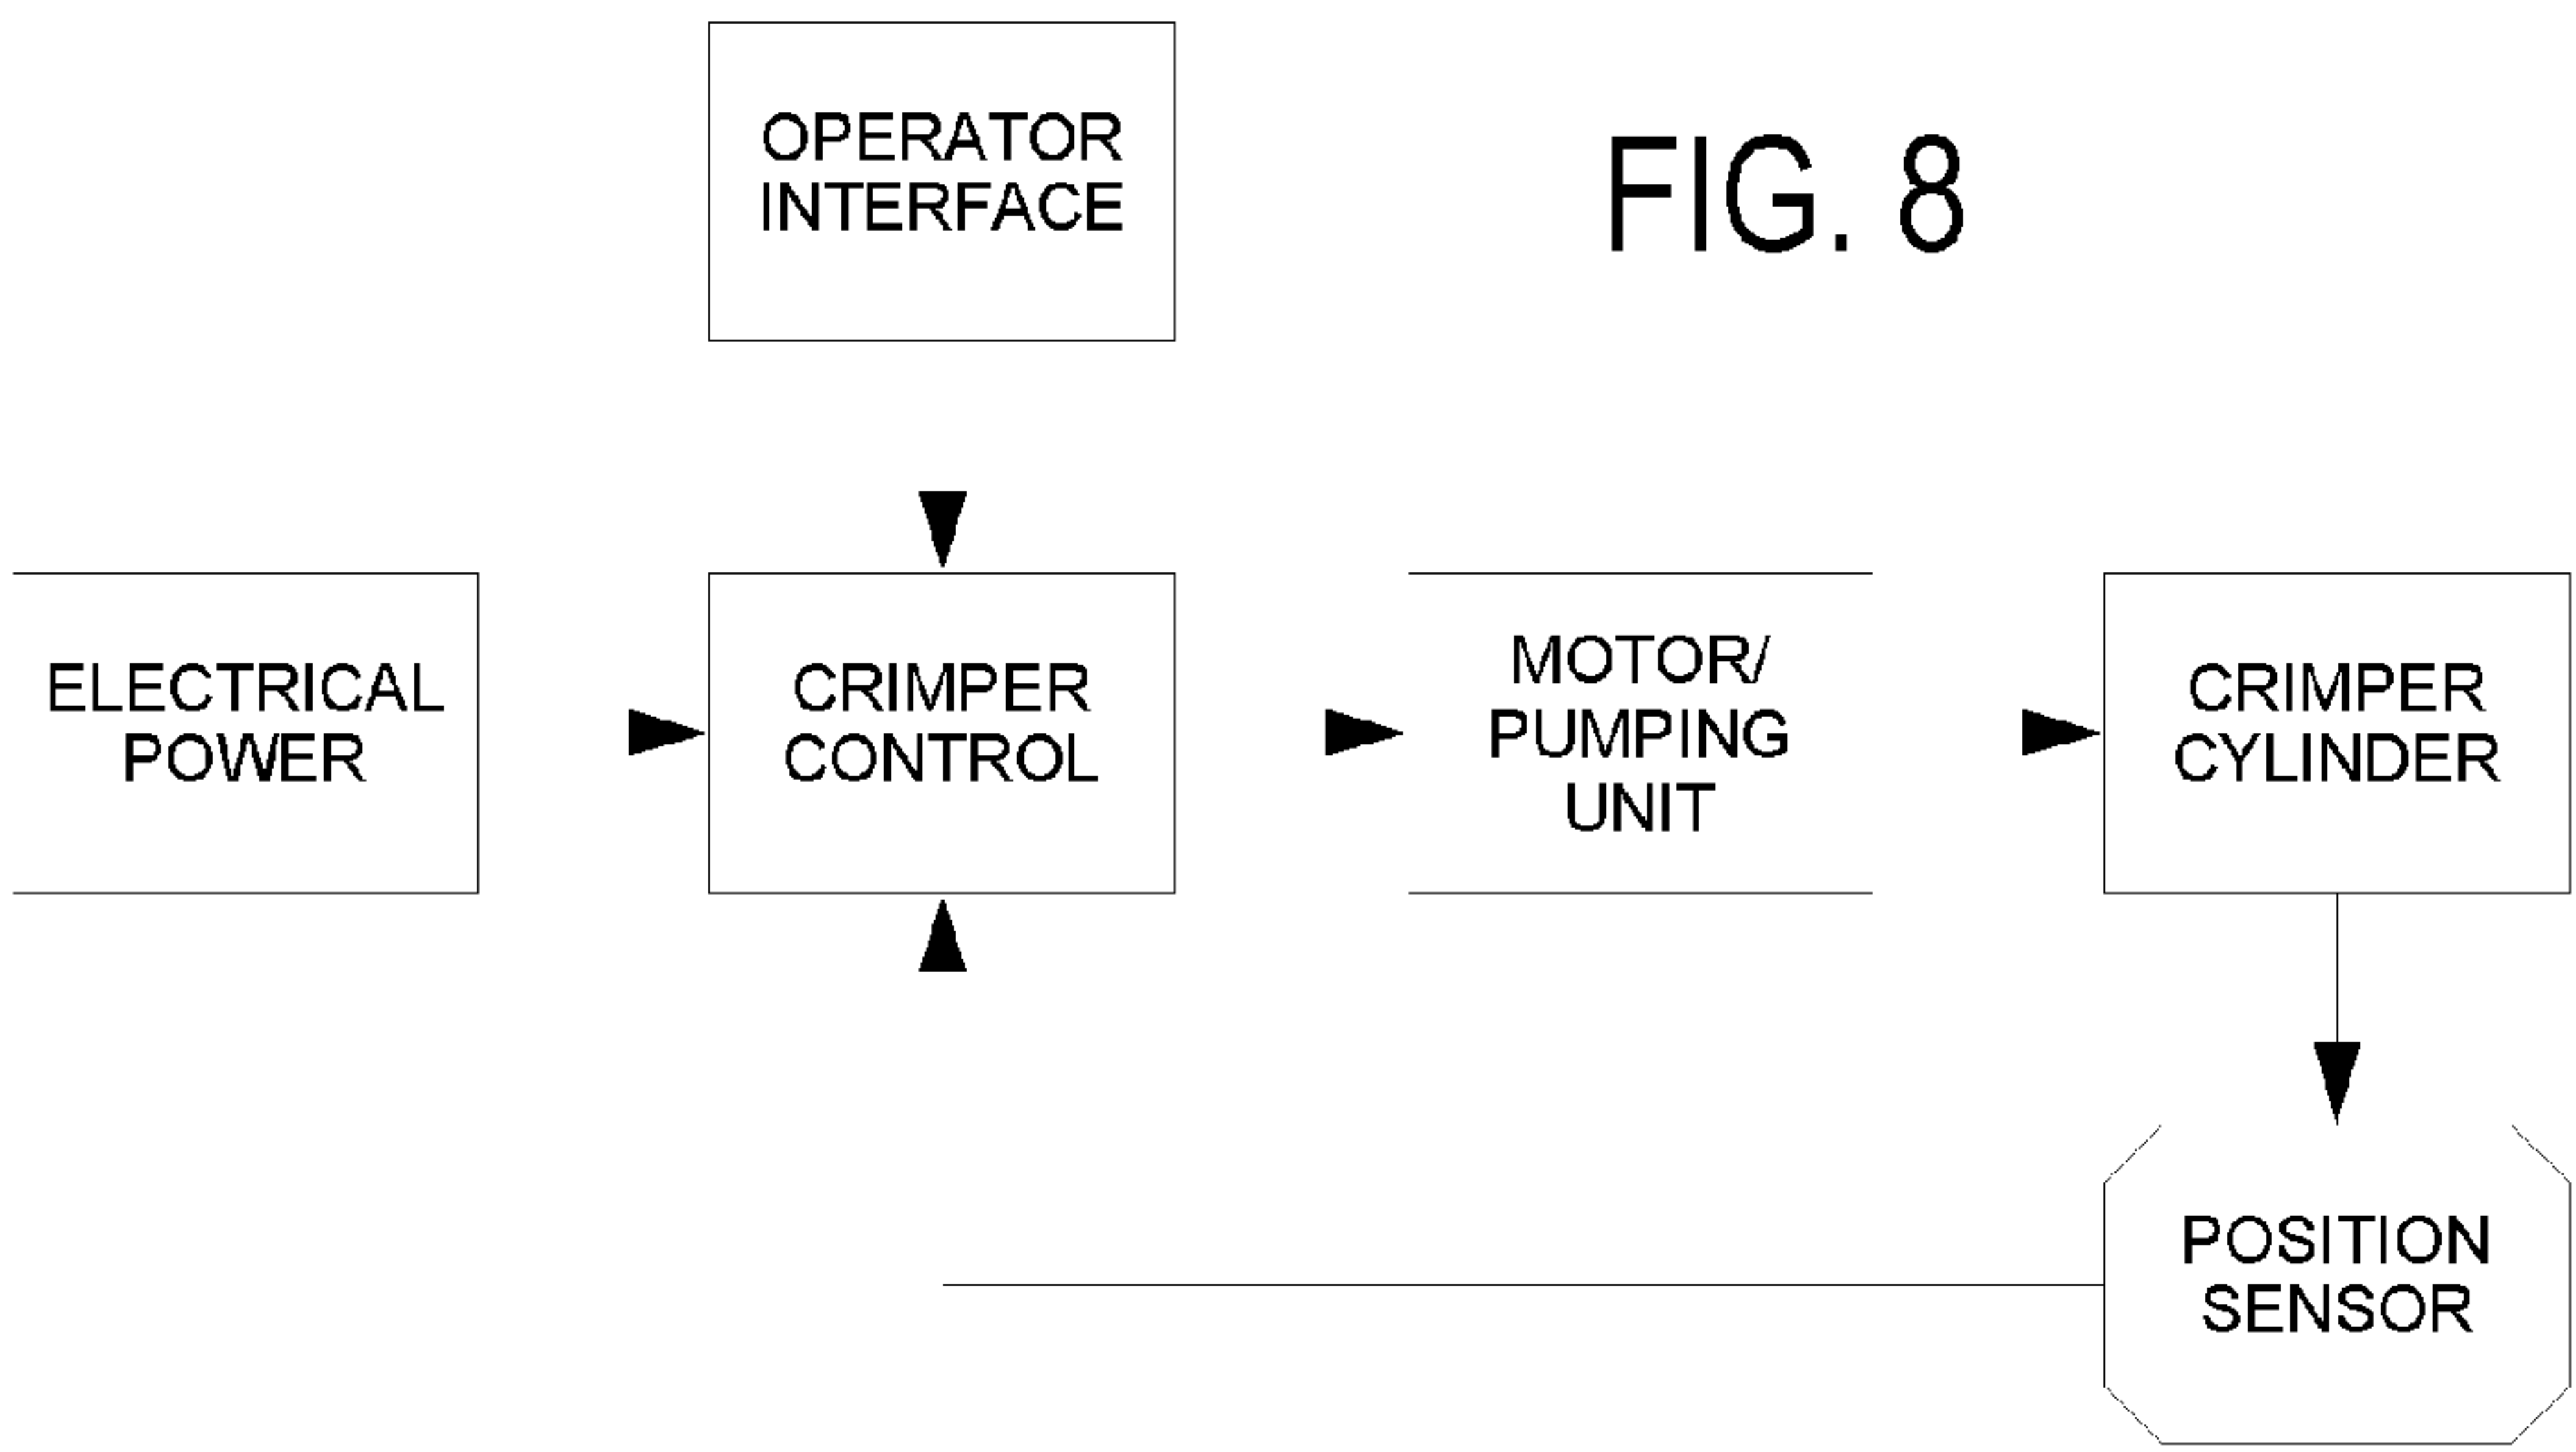 OPERATOR
INTERFACE
FIG. 8
ELECTRICAL
POWER
CRIMPER
CONTROL
MOTOR/
PUMPING
UNIT
CRIMPER
CYLINDER
POSITION
SENSOR